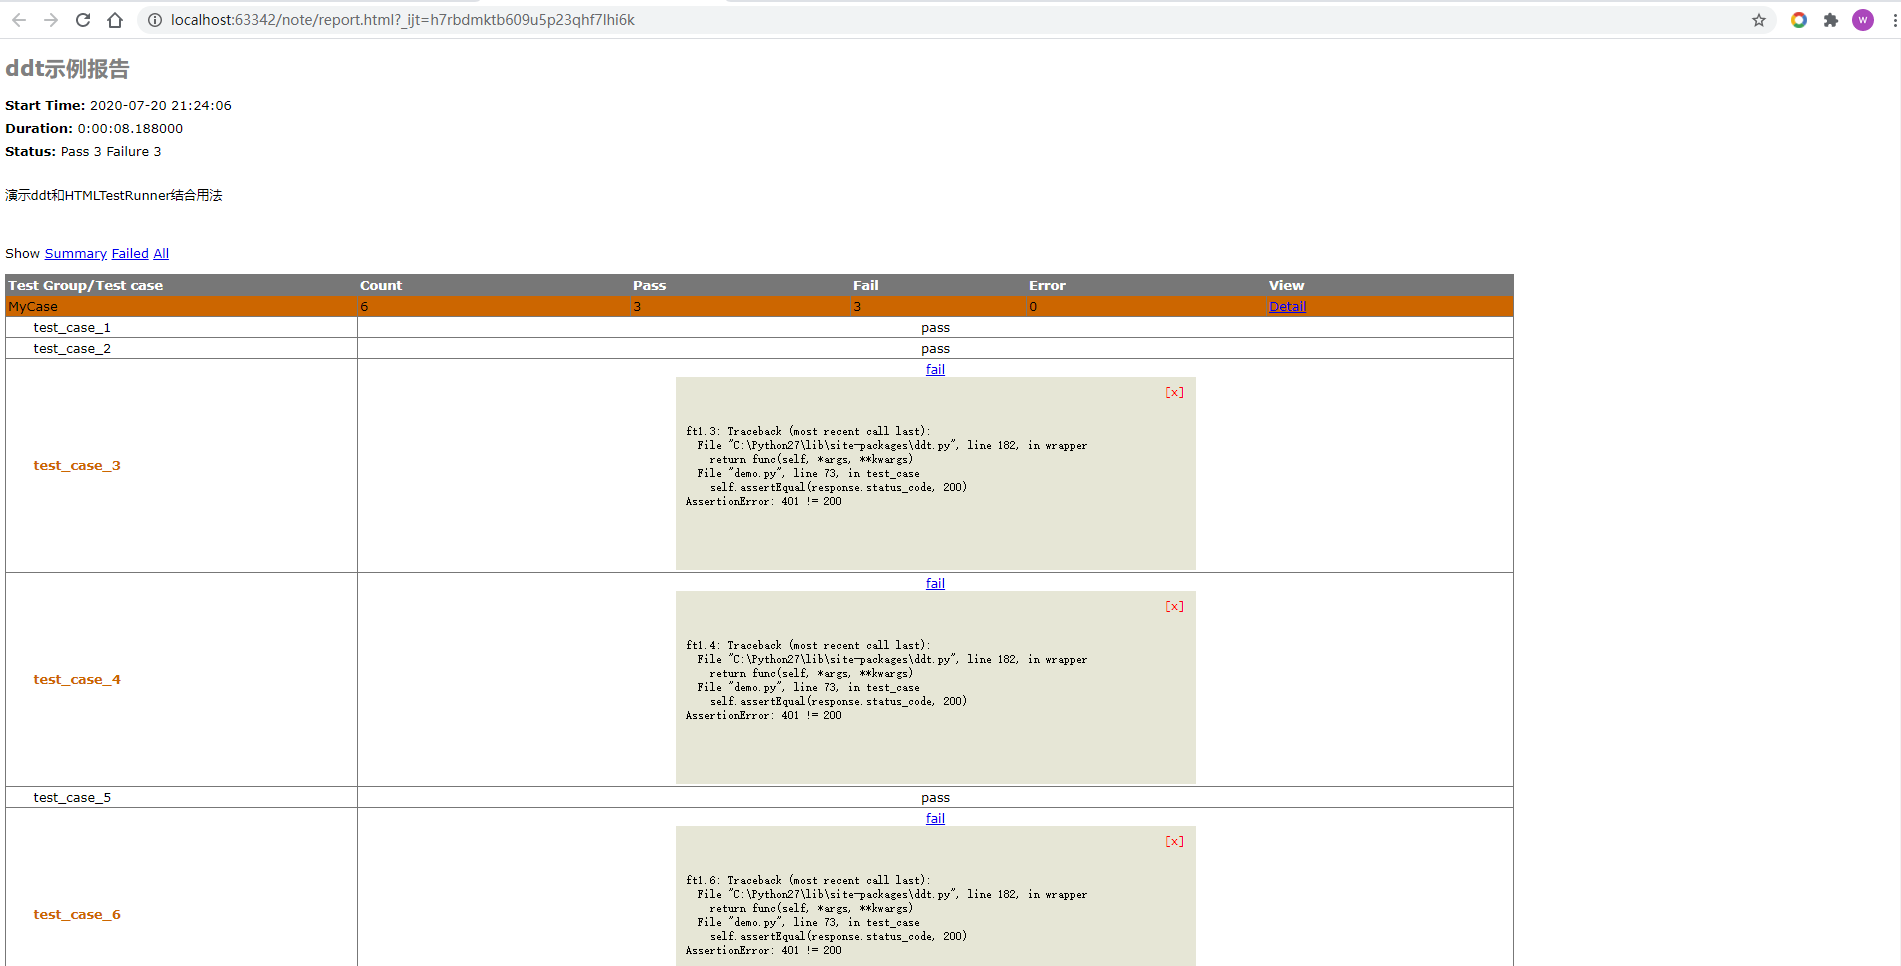 localhost:63342/note/report.html?_ijt=h7rbdmktb609u5p23qhf7lhi6k
W
ddt示例报告
Start Time: 2020-07-20 21:24:06
Duration: 0:00:08.188000
Status: Pass 3 Failure 3
演示ddt和HTMLTestRunner结合用法
Show Summary Failed All
Test Group/Test case Count Pass Fail Error View
MyCase 6 3 3 0 Detail
test_case_1 pass
test_case_2 pass
fail
[x]
test_case_3
ft1.3: Traceback (most recent call last):
File "C:\Python27\lib\site-packages\ddt.py", line 182, in wrapper
return func(self, *args, **kwargs)
File "demo.py", line 73, in test_case
self.assertEqual(response.status_code, 200)
AssertionError: 401 != 200
fail
[x]
test_case_4
ft1.4: Traceback (most recent call last):
File "C:\Python27\lib\site-packages\ddt.py", line 182, in wrapper
return func(self, *args, **kwargs)
File "demo.py", line 73, in test_case
self.assertEqual(response.status_code, 200)
AssertionError: 401 != 200
test_case_5 pass
fail
[x]
test_case_6
ft1.6: Traceback (most recent call last):
File "C:\Python27\lib\site-packages\ddt.py", line 182, in wrapper
return func(self, *args, **kwargs)
File "demo.py", line 73, in test_case
self.assertEqual(response.status_code, 200)
AssertionError: 401 != 200